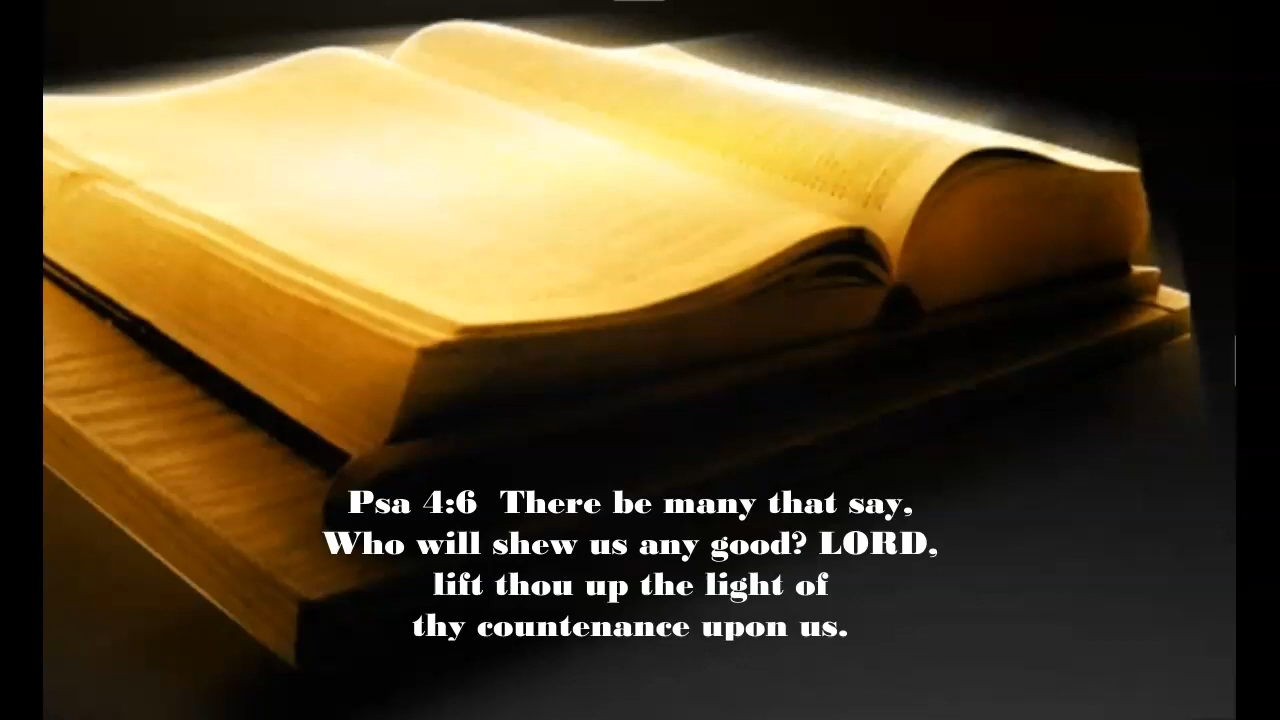 Psa 4:6  There be many that say,
Who will shew us any good? LORD,
lift thou up the light of
thy countenance upon us.